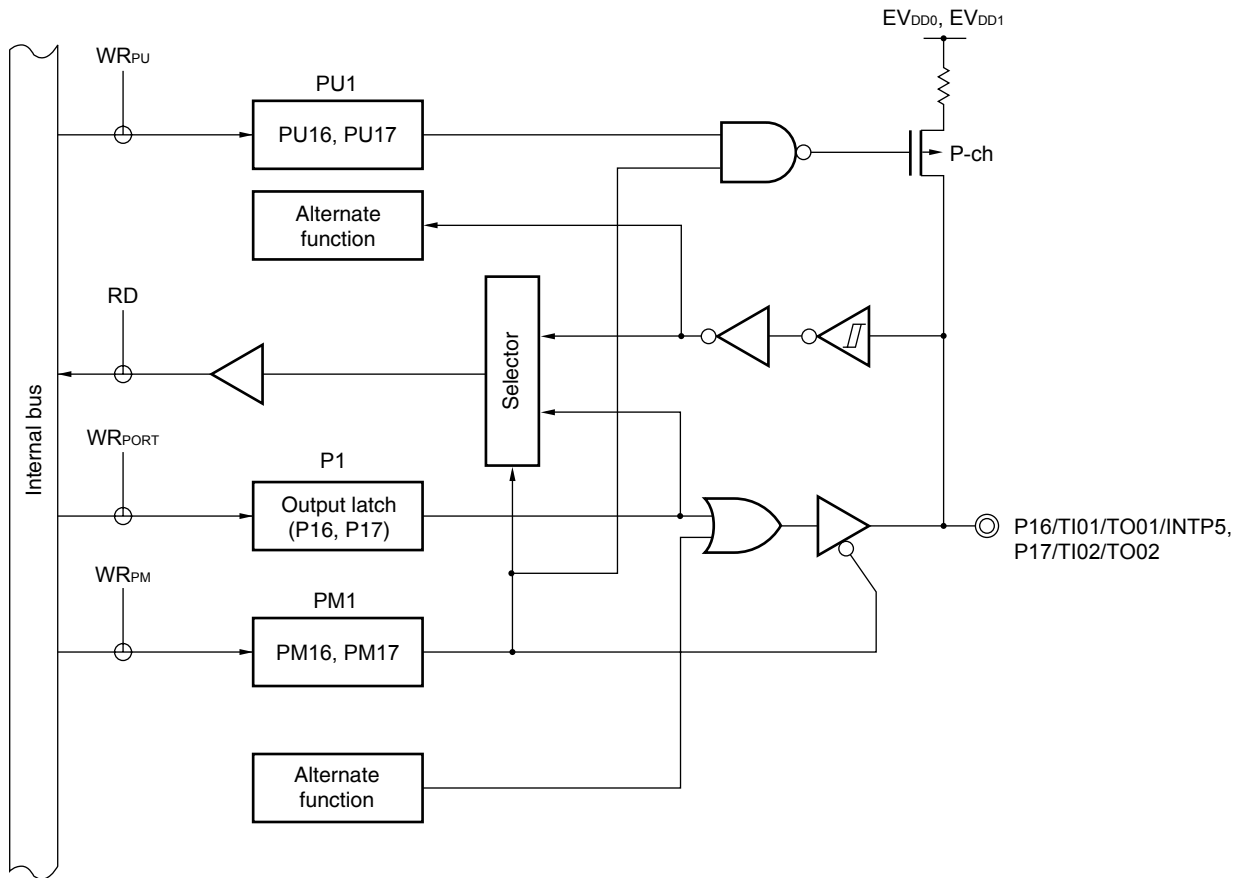 EVDD0, EVDD1
WRPU
PU1
PU16, PU17
P-ch
Alternate
function
RD
Selector
Internal bus
WRPORT
P1
Output latch
(P16, P17)
P16/TI01/TO01/INTP5,
P17/TI02/TO02
WRPM
PM1
PM16, PM17
Alternate
function